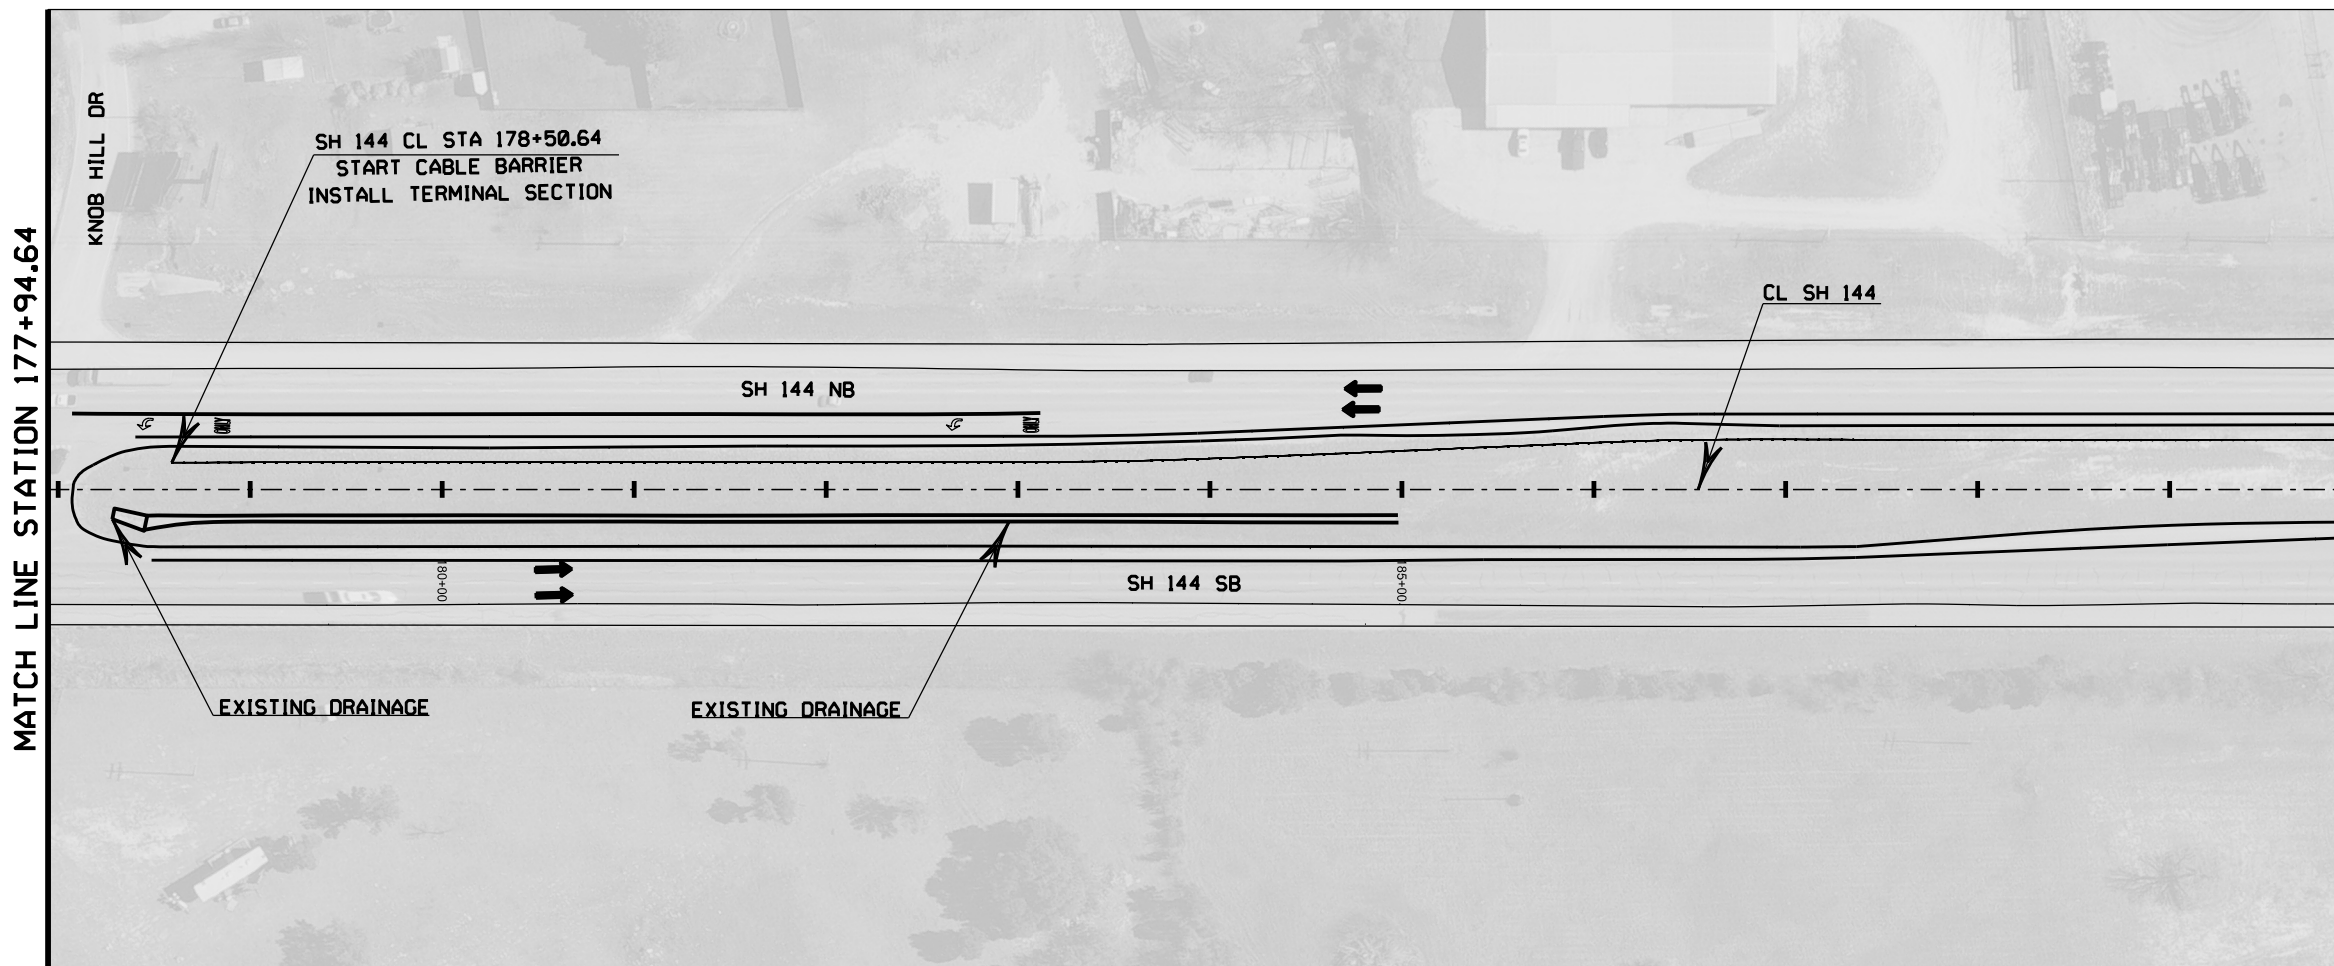 MATCH LINE STATION 177+94.64
KNOB HILL DR
SH 144 CL STA 178+50.64
START CABLE BARRIER
INSTALL TERMINAL SECTION
CL SH 144
SH 144 NB
ONLY
ONLY
180+00
185+00
SH 144 SB
EXISTING DRAINAGE
EXISTING DRAINAGE